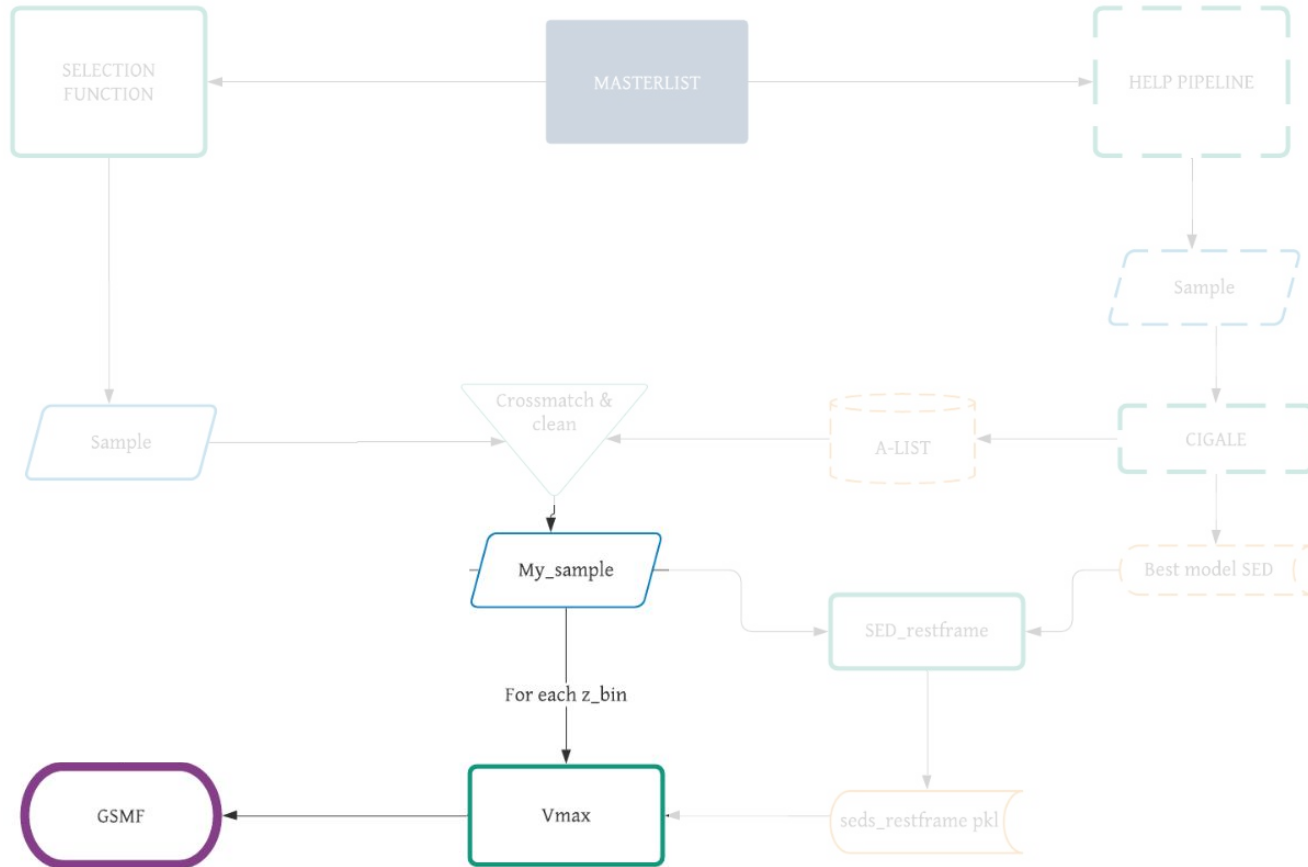 SELECTION
FUNCTION
MASTERLIST
HELP PIPELINE
Sample
Sample
Crossmatch &
clean
A-LIST
CIGALE
My_sample
Best model SED
SED_restframe
For each z_bin
GSMF
Vmax
seds_restframe pkl